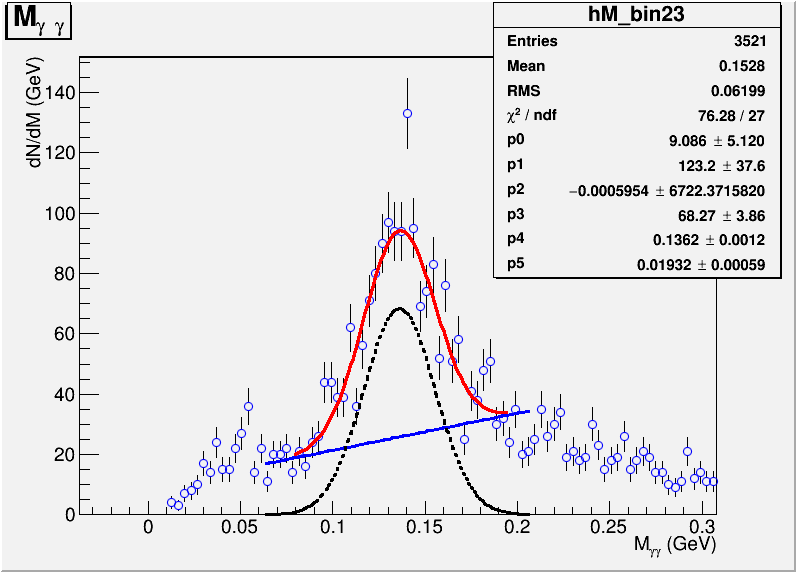 M γ γ
hM_bin23
Entries 3521
Mean 0.1528
RMS 0.06199
χ² / ndf 76.28 / 27
p0 9.086 ± 5.120
p1 123.2 ± 37.6
p2 −0.0005954 ± 6722.3715820
p3 68.27 ± 3.86
p4 0.1362 ± 0.0012
p5 0.01932 ± 0.00059
dN/dM (GeV)
140
120
100
80
60
40
20
0
0 0.05 0.1 0.15 0.2 0.25 0.3
Mγγ (GeV)